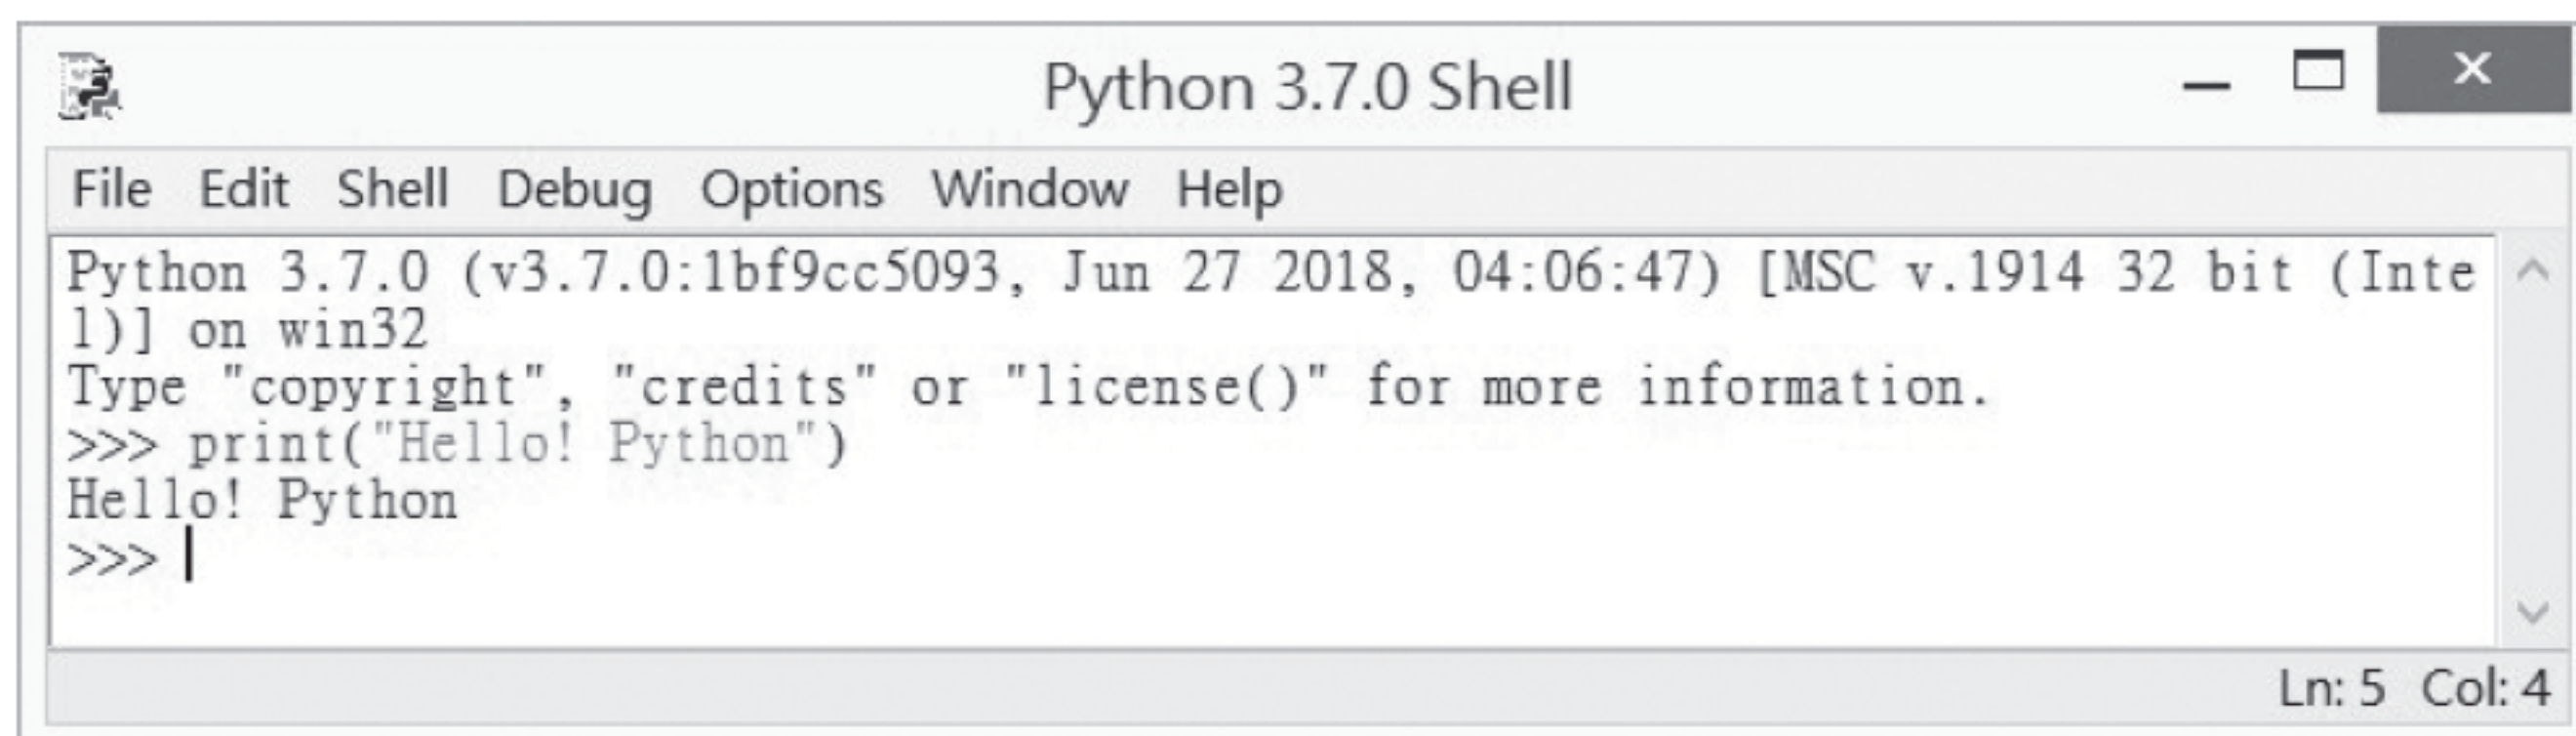 Python 3.7.0 Shell
File Edit Shell Debug Options Window Help
Python 3.7.0 (v3.7.0:1bf9cc5093, Jun 27 2018, 04:06:47) [MSC v.1914 32 bit (Inte
l)] on win32
Type "copyright", "credits" or "license()" for more information.
>>> print("Hello! Python")
Hello! Python
>>>
Ln: 5 Col: 4